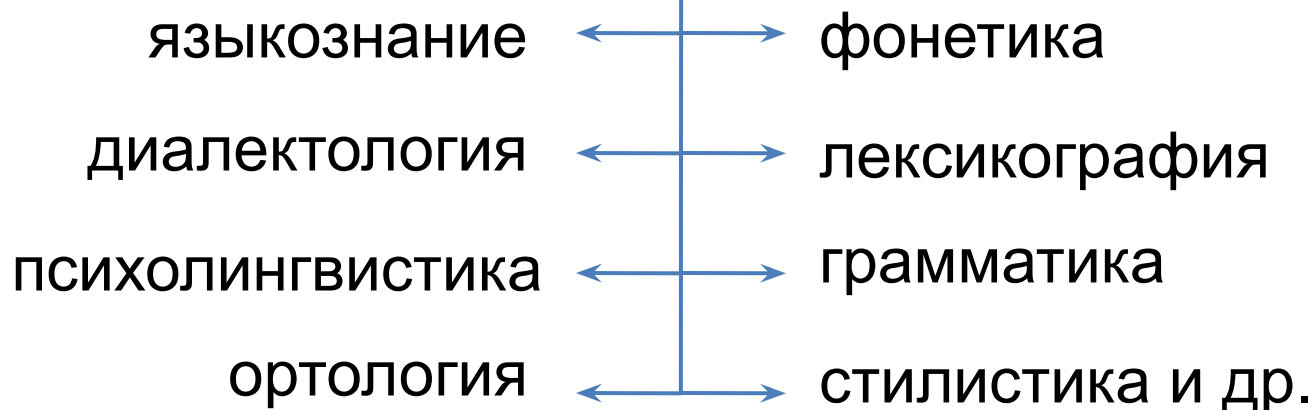 языкознание фонетика
диалектология лексикография
психолингвистика грамматика
ортология стилистика и др.